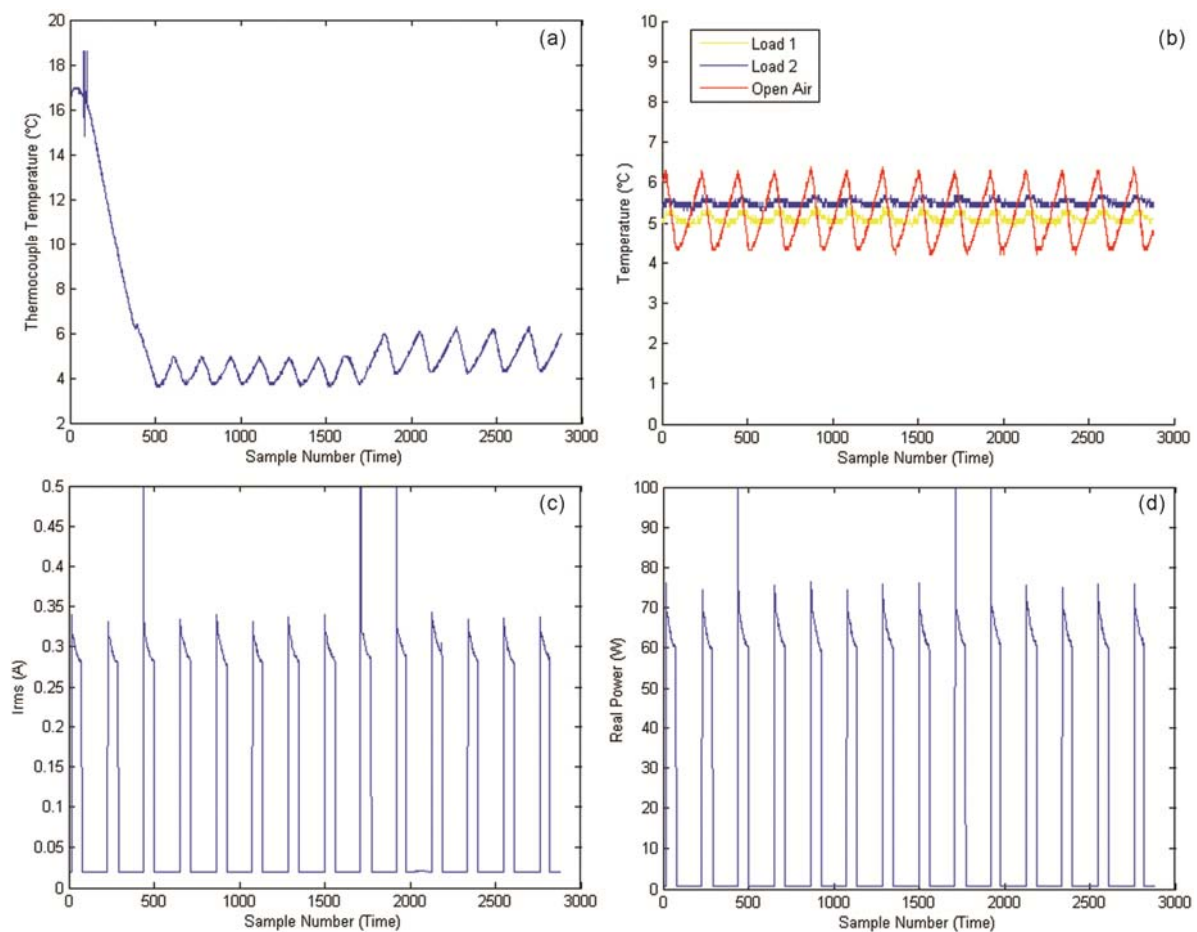 (a)
20
18
16
14
12
10
8
6
4
2
Thermocouple Temperature (°C)
0 500 1000 1500 2000 2500 3000
Sample Number (Time)
(b)
Load 1
Load 2
Open Air
10
9
8
7
6
5
4
3
2
1
0
Temperature (°C)
0 500 1000 1500 2000 2500 3000
Sample Number (Time)
(c)
0.5
0.45
0.4
0.35
0.3
0.25
0.2
0.15
0.1
0.05
0
Irms (A)
0 500 1000 1500 2000 2500 3000
Sample Number (Time)
(d)
100
90
80
70
60
50
40
30
20
10
0
Real Power (W)
0 500 1000 1500 2000 2500 3000
Sample Number (Time)